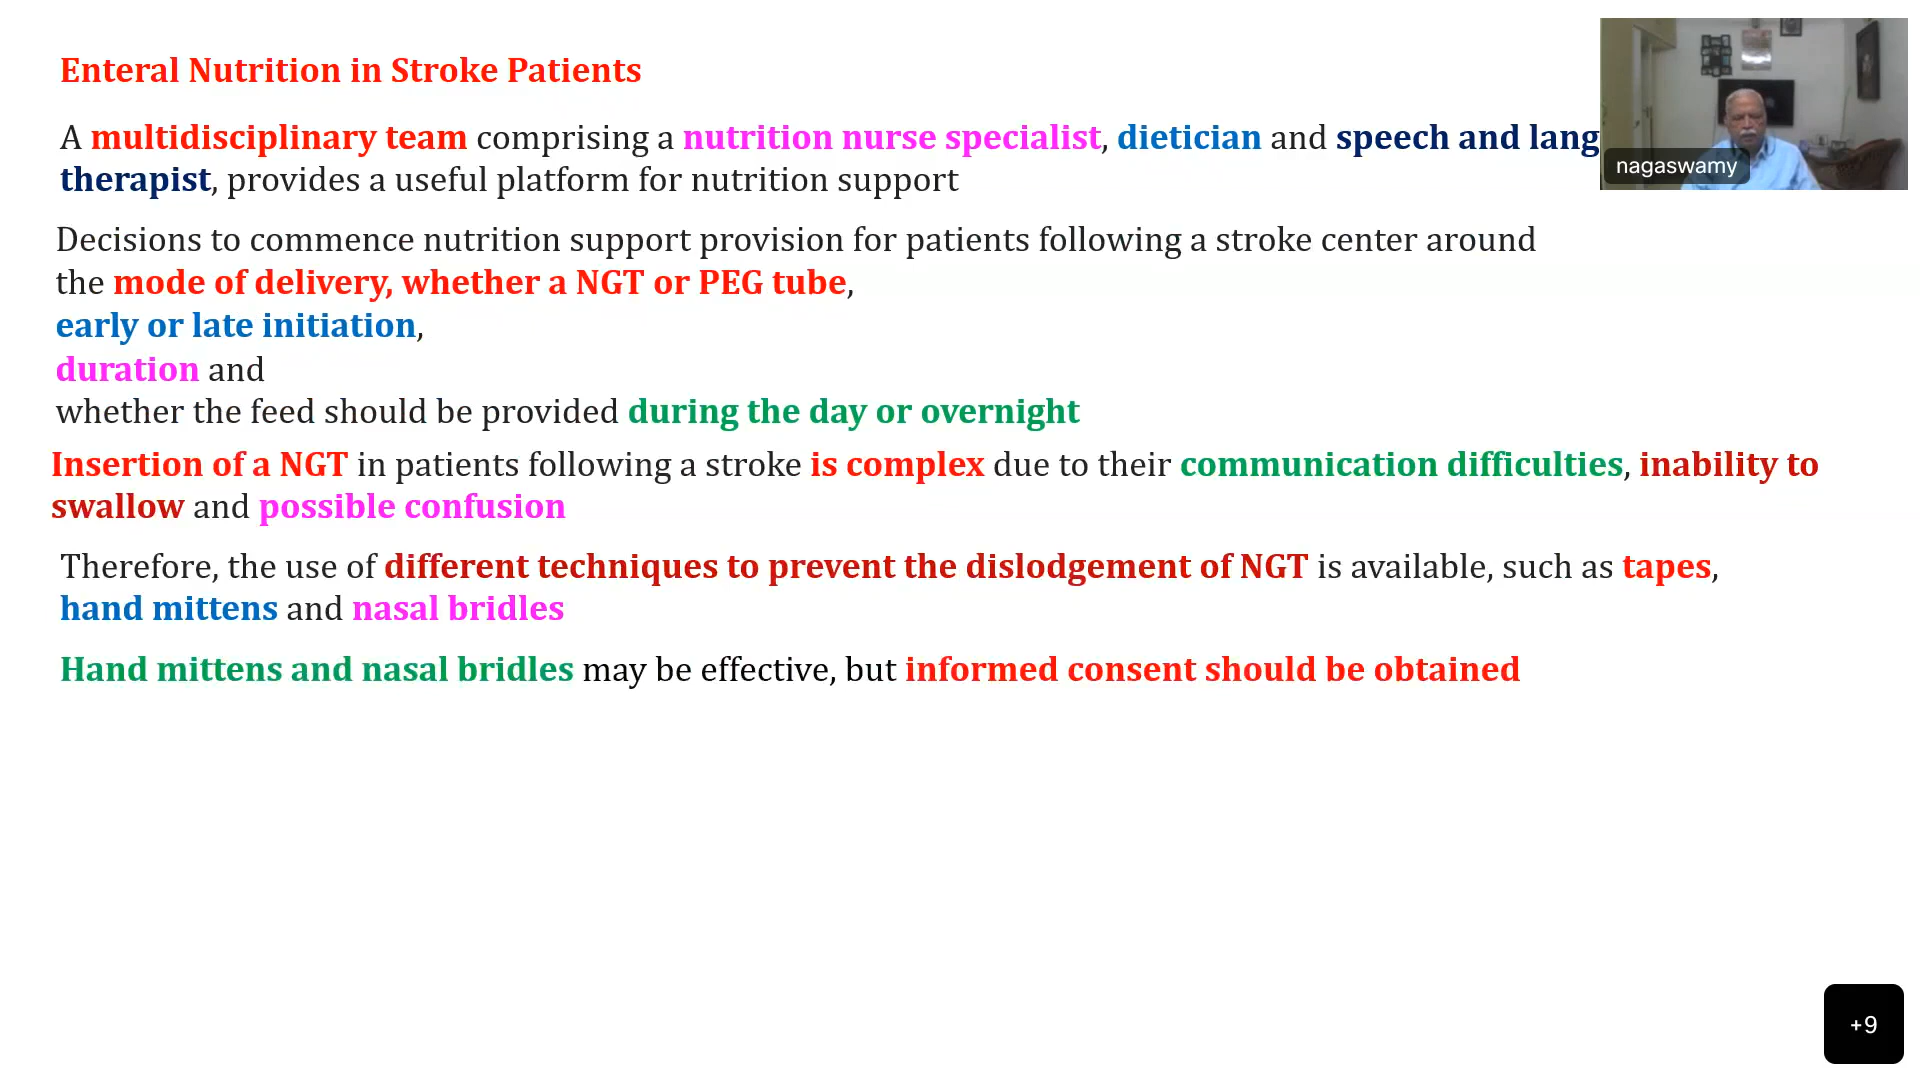 Enteral Nutrition in Stroke Patients
A multidisciplinary team comprising a nutrition nurse specialist, dietician and speech and lang
therapist, provides a useful platform for nutrition support
nagaswamy
Decisions to commence nutrition support provision for patients following a stroke center around
the mode of delivery, whether a NGT or PEG tube,
early or late initiation,
duration and
whether the feed should be provided during the day or overnight
Insertion of a NGT in patients following a stroke is complex due to their communication difficulties, inability to
swallow and possible confusion
Therefore, the use of different techniques to prevent the dislodgement of NGT is available, such as tapes,
hand mittens and nasal bridles
Hand mittens and nasal bridles may be effective, but informed consent should be obtained
+9